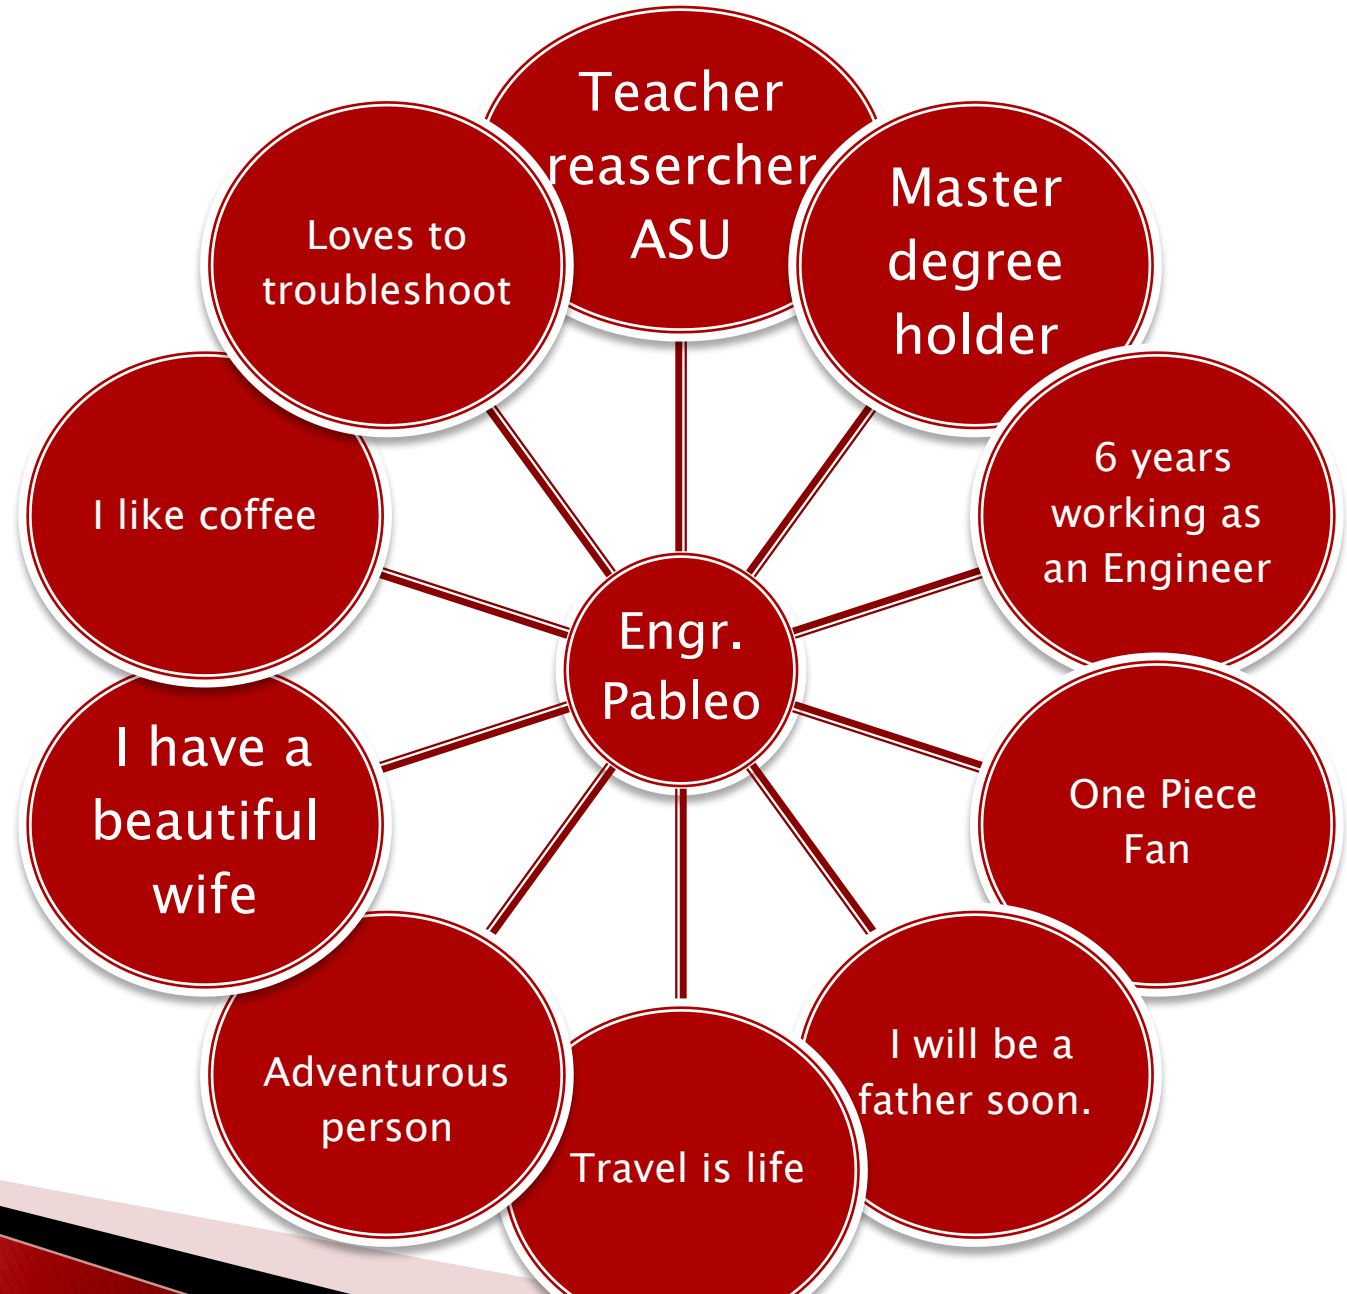 Teacher
reasercher
ASU
Master
degree
holder
6 years
working as
an Engineer
One Piece
Fan
I will be a
father soon.
Travel is life
Adventurous
person
I have a
beautiful
wife
I like coffee
Loves to
troubleshoot
Engr.
Pableo